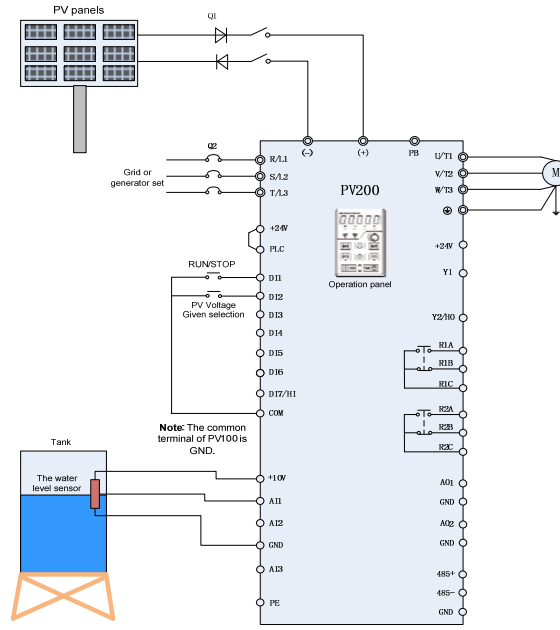 PV panels
Q1
(-)
(+)
PB
Q2
Grid or
generator set
R/L1
S/L2
T/L3
U/T1
V/T2
W/T3
M
PV200
Operation panel
+24V
PLC
RUN/STOP
DI1
PV Voltage
Given selection
DI2
DI3
DI4
DI5
DI6
DI7/HI
COM
Note: The common
terminal of PV100 is
GND.
+24V
Y1
Y2/HO
R1A
R1B
R1C
R2A
R2B
R2C
Tank
The water
level sensor
+10V
AI1
AI2
GND
AI3
PE
AO1
GND
AO2
GND
485+
485-
GND